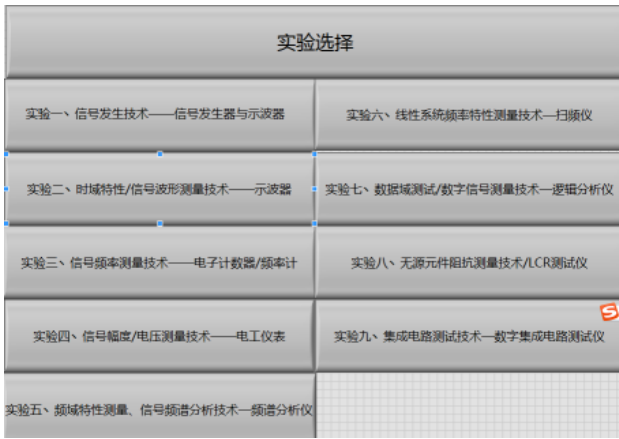 实验选择
实验一、信号发生技术——信号发生器与示波器
实验六、线性系统频率特性测量技术—扫频仪
实验二、时域特性/信号波形测量技术——示波器
实验七、数据域测试/数字信号测量技术—逻辑分析仪
实验三、信号频率测量技术——电子计数器/频率计
实验八、无源元件阻抗测量技术/LCR测试仪
实验四、信号幅度/电压测量技术——电工仪表
实验九、集成电路测试技术—数字集成电路测试仪
实验五、频域特性测量、信号频谱分析技术—频谱分析仪